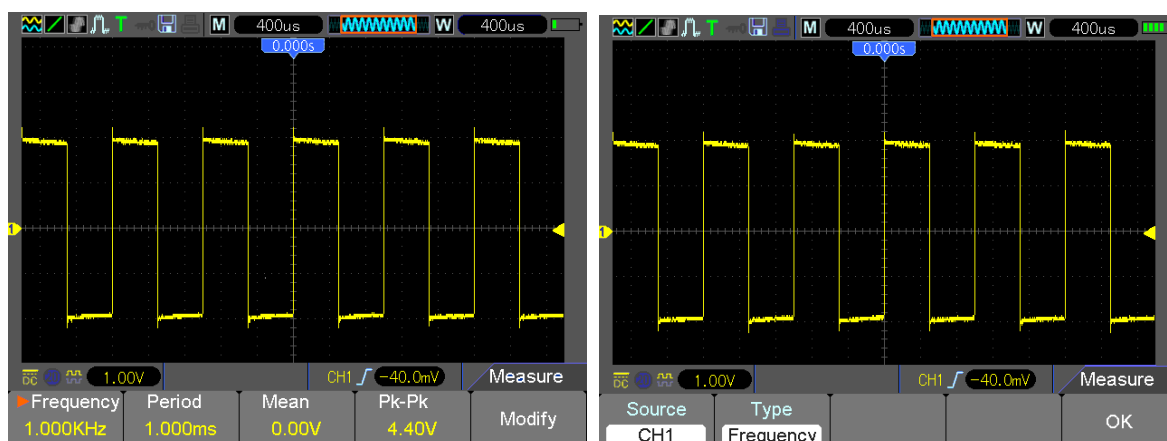 T M 400us W 400us
0.000s
1
DC 1.00V CH1 -40.0mV Measure
Frequency Period Mean Pk-Pk Modify
1.000KHz 1.000ms 0.00V 4.40V
T M 400us W 400us
0.000s
1
DC 1.00V CH1 -40.0mV Measure
Source Type OK
CH1 Frequency